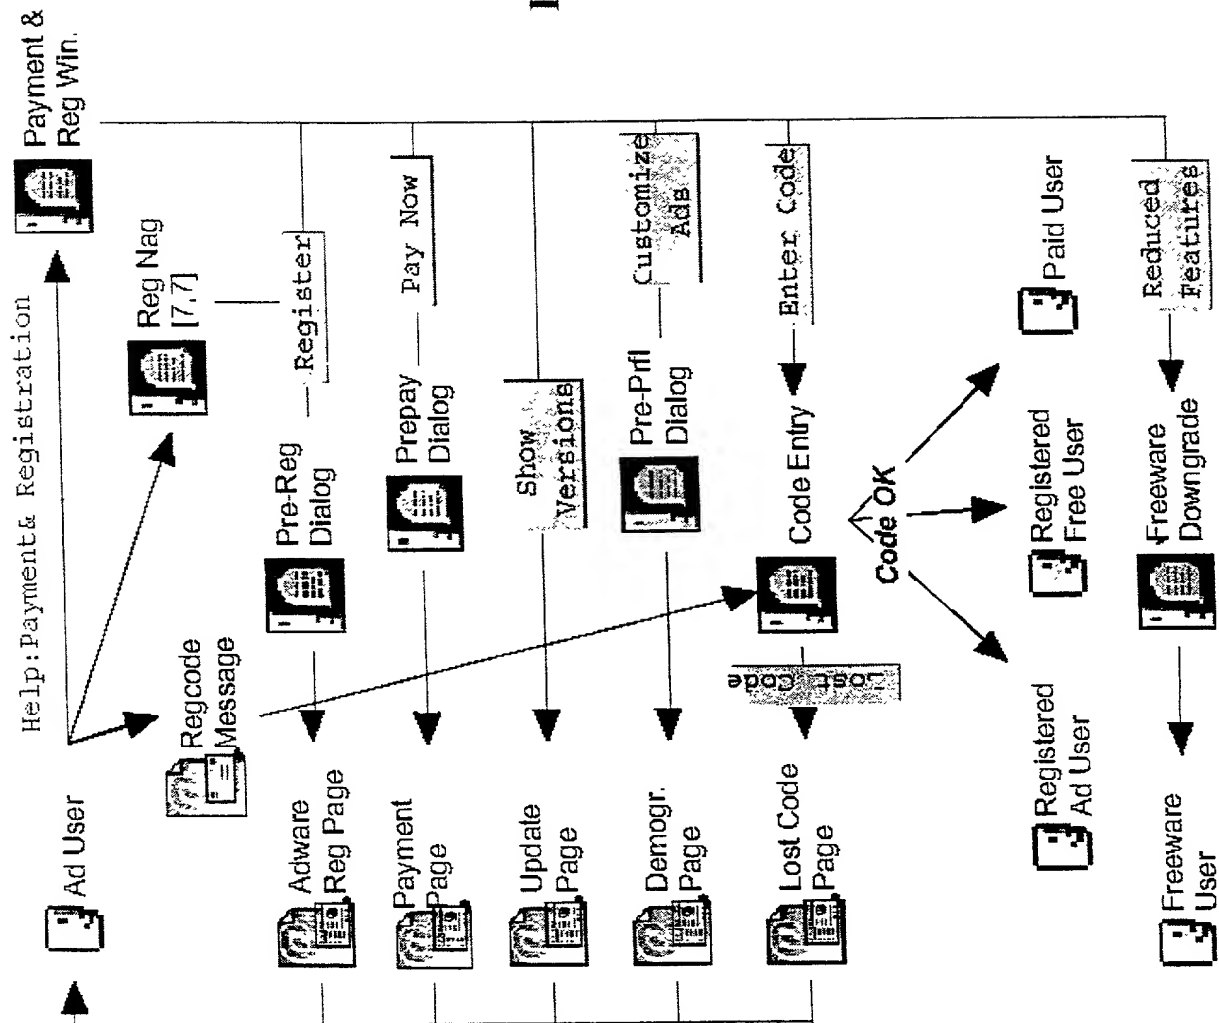 Payment &
Reg Win.
Help:Payment& Registration
Reg Nag
[7,7]
Ad User
Regcode
Message
Register
Pre-Reg
Dialog
Adware
Reg Page
Pay Now
Prepay
Dialog
Payment
Page
Show
Versions
Update
Page
Customize
Ads
Pre-Prfl
Dialog
Demogr.
Page
Enter Code
Code Entry
Lost Code
Lost Code
Page
Code OK
Paid User
Registered
Free User
Registered
Ad User
Reduced
Features
Freeware
Downgrade
Freeware
User